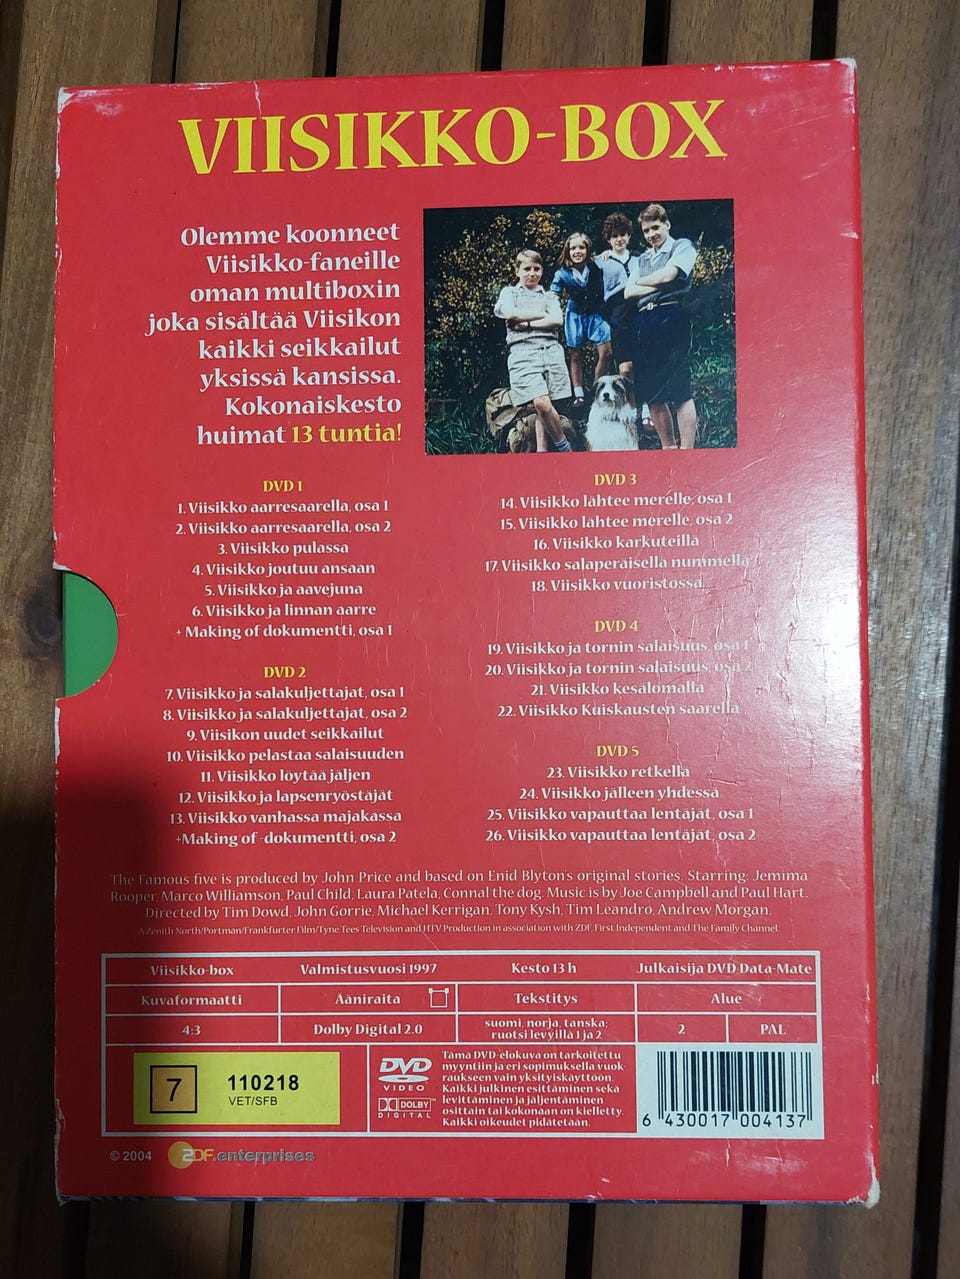 VIISIKKO-BOX
Olemme koonneet
Viisikko-faneille
oman multiboxin
joka sisältää Viisikon
kaikki seikkailut
yksissä kansissa.
Kokonaiskesto
huimat 13 tuntia!
DVD 1
1. Viisikko aarresaarella, osa 1
2. Viisikko aarresaarella, osa 2
3. Viisikko pulassa
4. Viisikko joutuu ansaan
5. Viisikko ja aavejuna
6. Viisikko ja linnan aarre
+ Making of dokumentti, osa 1
DVD 2
7. Viisikko ja salakuljettajat, osa 1
8. Viisikko ja salakuljettajat, osa 2
9. Viisikon uudet seikkailut
10. Viisikko pelastaa salaisuuden
11. Viisikko löytää jäljen
12. Viisikko ja lapsenryöstäjät
13. Viisikko vanhassa majakassa
+Making of -dokumentti, osa 2
DVD 3
14. Viisikko lähtee merelle, osa 1
15. Viisikko lähtee merelle, osa 2
16. Viisikko karkuteillä
17. Viisikko salaperäisellä nummella
18. Viisikko vuoristossa
DVD 4
19. Viisikko ja tornin salaisuus, osa 1
20. Viisikko ja tornin salaisuus, osa 2
21. Viisikko kesälomalla
22. Viisikko Kuiskausten saarella
DVD 5
23. Viisikko retkellä
24. Viisikko jälleen yhdessä
25. Viisikko vapauttaa lentäjät, osa 1
26. Viisikko vapauttaa lentäjät, osa 2
The Famous five is produced by John Price and based on Enid Blyton's original stories. Starring: Jemima
Rooper, Marco Williamson, Paul Child, Laura Patela, Connal the dog. Music is by Joe Campbell and Paul Hart.
Directed by Tim Dowd, John Gorrie, Michael Kerrigan, Tony Kysh, Tim Leandro, Andrew Morgan.
A Zenith North/Portman/Frankfurter Film/Tyne Tees Television and HTV Production in association with ZDF, First Independent and The Family Channel.
Viisikko-box Valmistusvuosi 1997 Kesto 13 h Julkaisija DVD Data-Mate
Kuvaformaatti Ääniraita Tekstitys Alue
4:3 Dolby Digital 2.0 suomi, norja, tanska; 2 PAL
ruotsi levyillä 1 ja 2
7 110218
VET/SFB
DVD
VIDEO
DOLBY
DIGITAL
Tämä DVD-elokuva on tarkoitettu
myyntiin ja eri sopimuksella vuok-
raukseen vain yksityiskäyttöön.
Kaikki julkinen esittäminen sekä
levittäminen ja jäljentäminen
osittain tai kokonaan on kielletty.
Kaikki oikeudet pidätetään.
6 430017 004137
© 2004 ZDF.enterprises